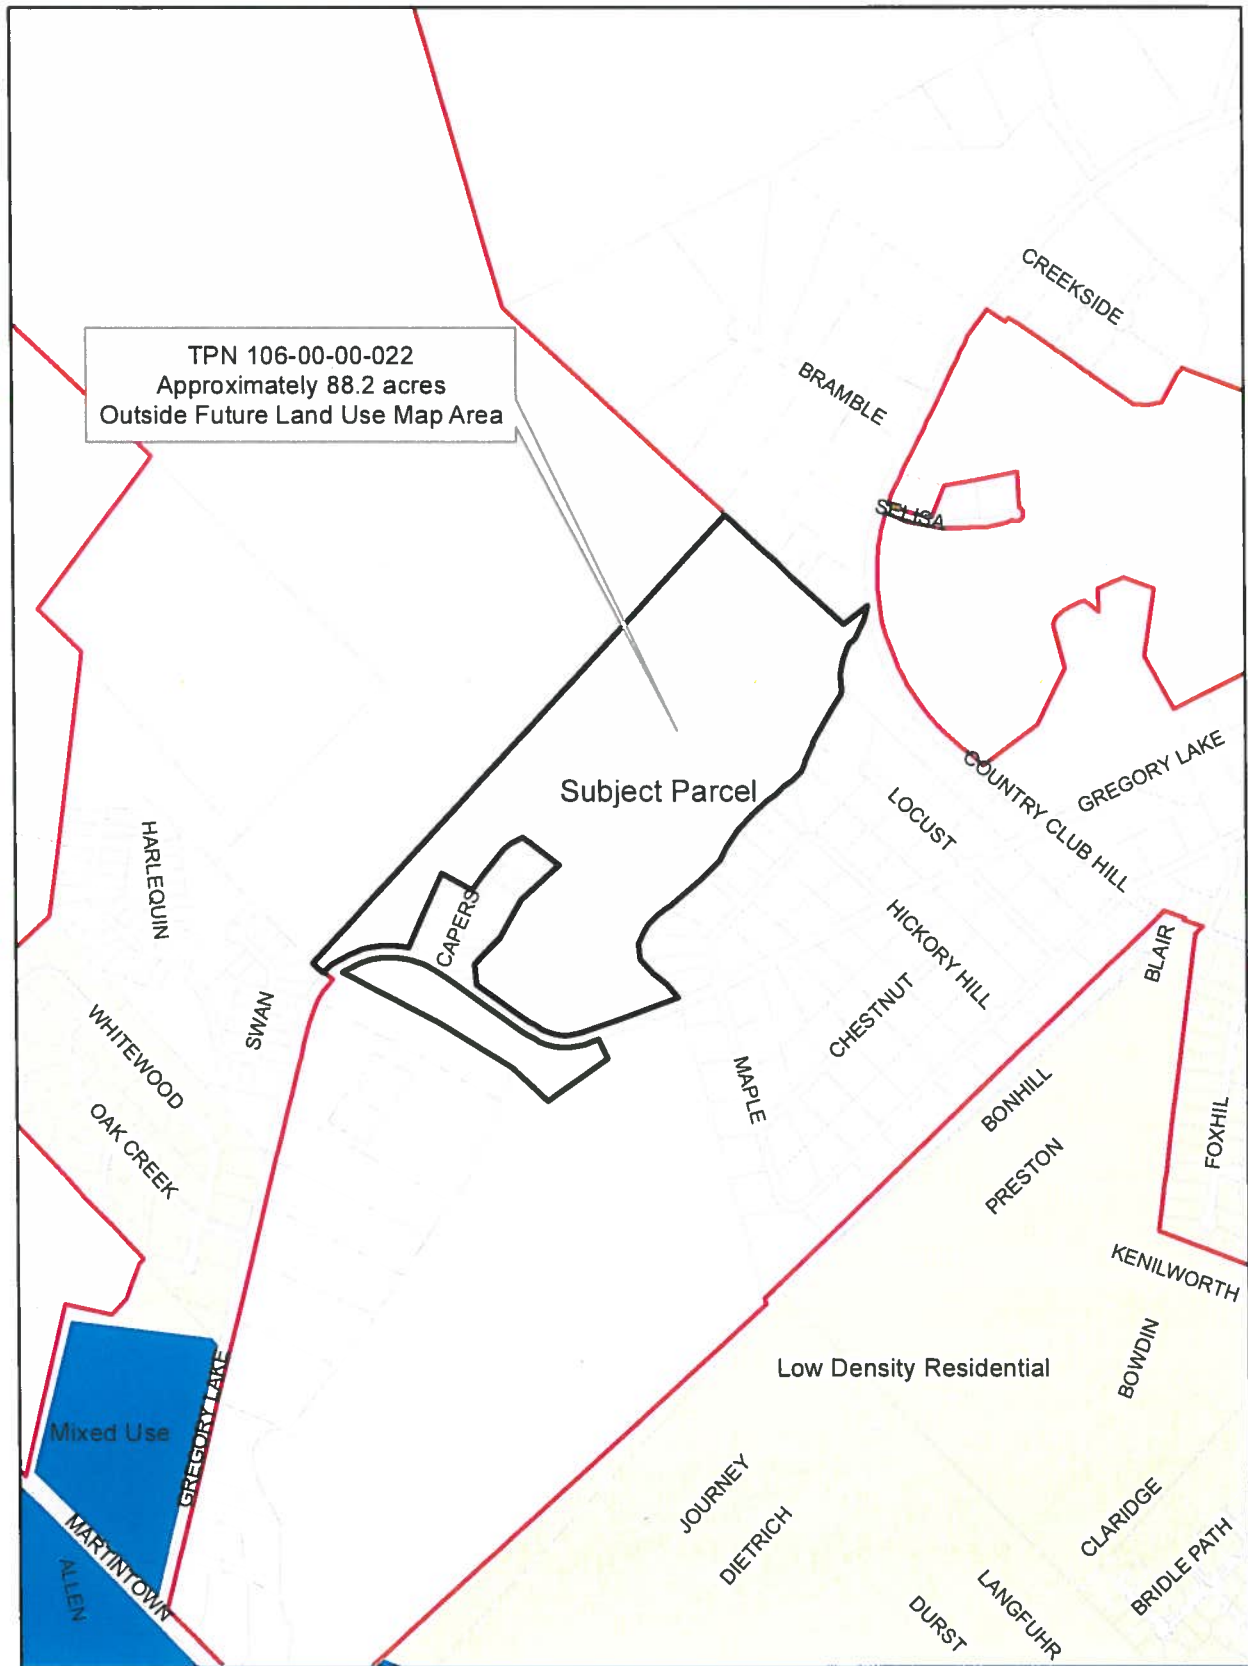 CREEKSIDE
TPN 106-00-00-022
Approximately 88.2 acres
Outside Future Land Use Map Area
BRAMBLE
SELISA
Subject Parcel
COUNTRY CLUB HILL
GREGORY LAKE
LOCUST
HARLEQUIN
CAPERS
HICKORY HILL
BLAIR
SWAN
CHESTNUT
WHITEWOOD
MAPLE
BONHILL
OAK CREEK
PRESTON
FOXHIL
KENILWORTH
BOWDIN
Low Density Residential
GREGORY LAKE
Mixed Use
JOURNEY
DIETRICH
CLARIDGE
BRIDLE PATH
MARTINTOWN
ALLEN
LANGFUHR
DURST